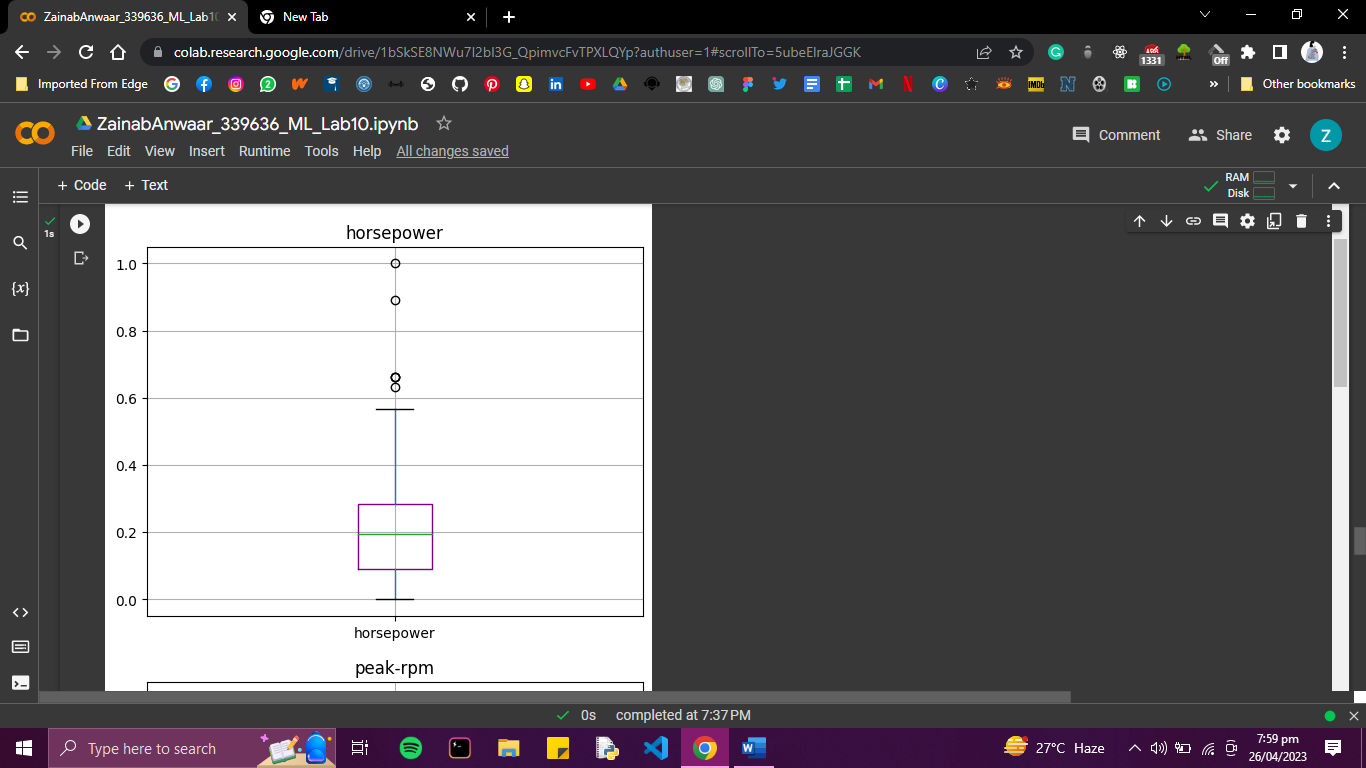 ZainabAnwaar_339636_ML_Lab10
New Tab
colab.research.google.com/drive/1bSkSE8NWu7I2bI3G_QpimvcFvTPXLQYp?authuser=1#scrollTo=5ubeEIraJGGK
1331
Off
Imported From Edge
Other bookmarks
ZainabAnwaar_339636_ML_Lab10.ipynb
Comment
Share
Z
File Edit View Insert Runtime Tools Help All changes saved
+ Code + Text
RAM
Disk
1s
{x}
horsepower
1.0
0.8
0.6
0.4
0.2
0.0
horsepower
peak-rpm
0s completed at 7:37 PM
Type here to search
27°C Haze
7:59 pm
26/04/2023